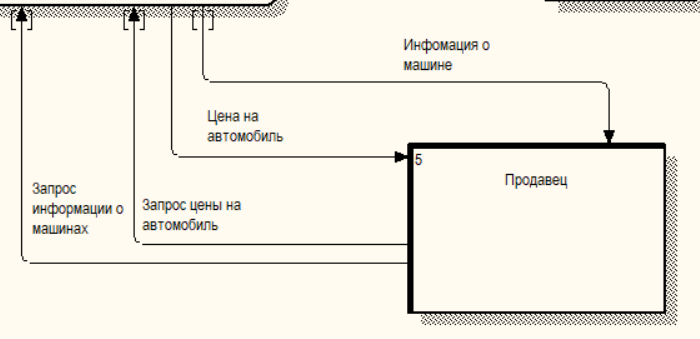 Инфомация о
машине
Цена на
автомобиль
5
Продавец
Запрос
информации о
машинах
Запрос цены на
автомобиль